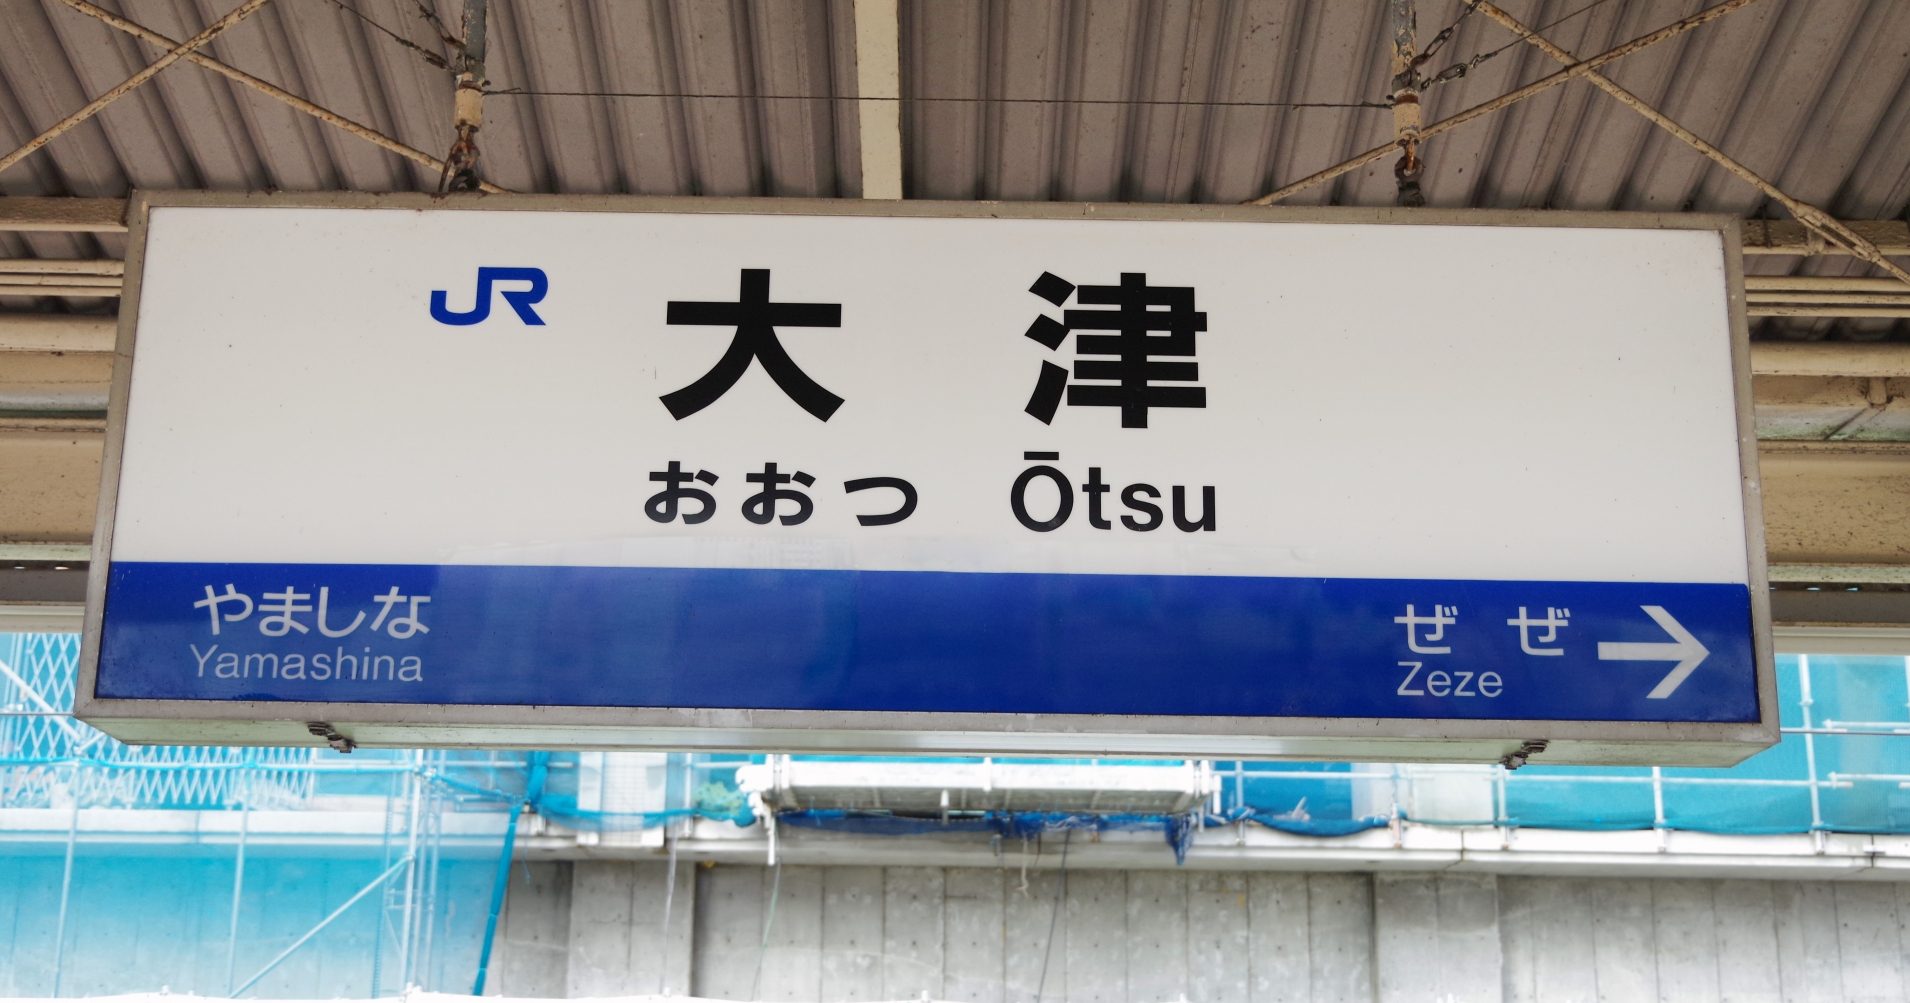 JR 大津
おおつ Ōtsu
やましな ぜぜ →
Yamashina Zeze